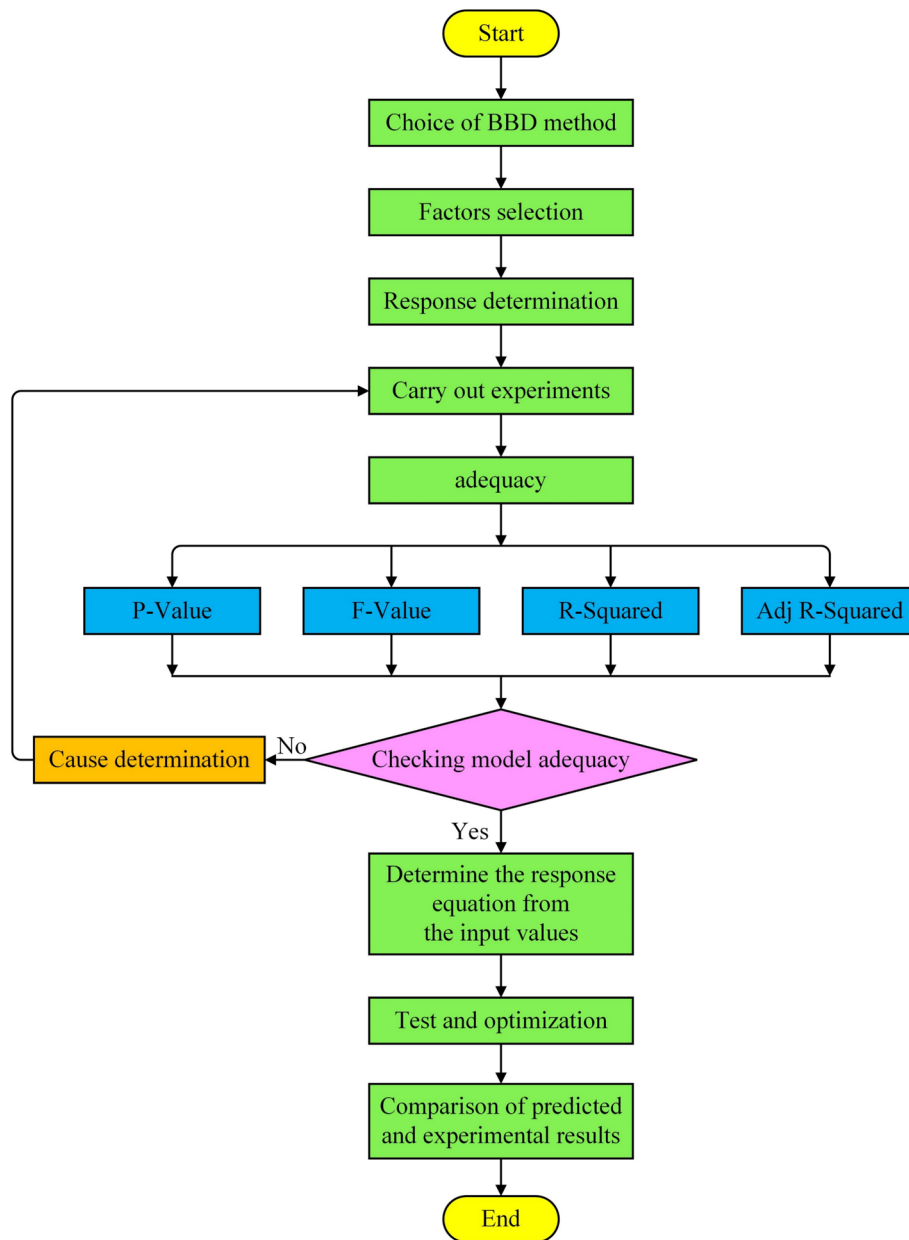 Start
Choice of BBD method
Factors selection
Response determination
Carry out experiments
adequacy
P-Value
F-Value
R-Squared
Adj R-Squared
Cause determination
No
Checking model adequacy
Yes
Determine the response
equation from
the input values
Test and optimization
Comparison of predicted
and experimental results
End